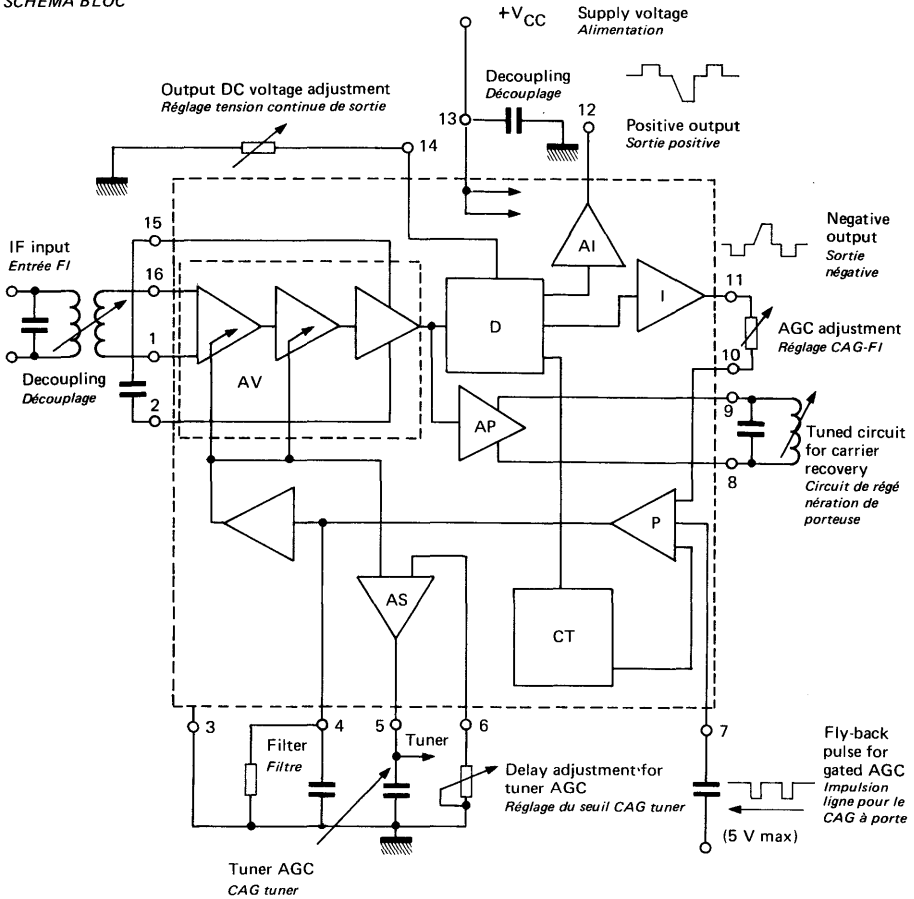 SCHEMA BLOC
+VCC
Supply voltage
Alimentation
Output DC voltage adjustment
Réglage tension continue de sortie
Decoupling
Découplage
12
13
14
Positive output
Sortie positive
IF input
Entrée FI
15
16
1
2
Decoupling
Découplage
AV
D
AI
I
AP
Negative
output
Sortie
négative
11
AGC adjustment
Réglage CAG-FI
10
9
8
Tuned circuit
for carrier
recovery
Circuit de régé
nération de
porteuse
P
AS
CT
3
4
5
6
7
Filter
Filtre
Tuner
Delay adjustment for
tuner AGC
Réglage du seuil CAG tuner
Fly-back
pulse for
gated AGC
Impulsion
ligne pour le
CAG à porte
(5 V max)
Tuner AGC
CAG tuner